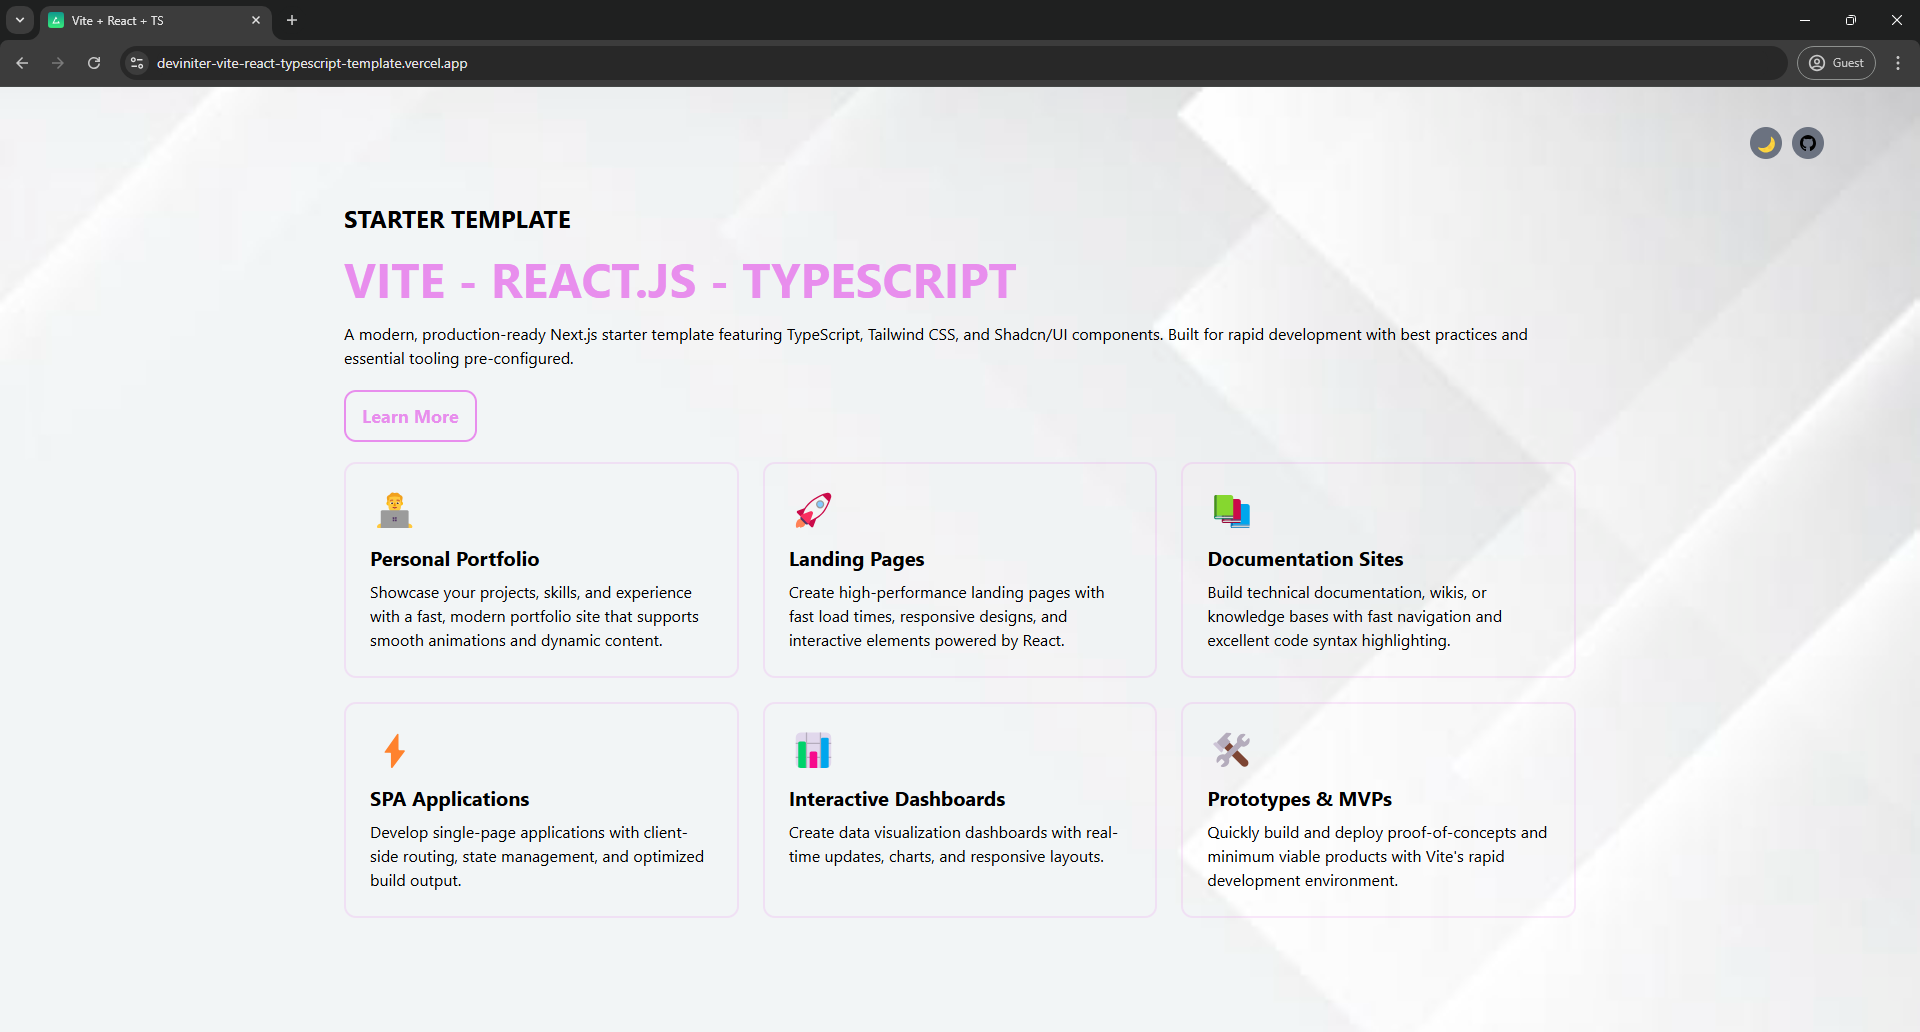 Vite + React + TS
deviniter-vite-react-typescript-template.vercel.app
Guest
STARTER TEMPLATE
VITE - REACT.JS - TYPESCRIPT
A modern, production-ready Next.js starter template featuring TypeScript, Tailwind CSS, and Shadcn/UI components. Built for rapid development with best practices and
essential tooling pre-configured.
Learn More
Personal Portfolio
Showcase your projects, skills, and experience
with a fast, modern portfolio site that supports
smooth animations and dynamic content.
Landing Pages
Create high-performance landing pages with
fast load times, responsive designs, and
interactive elements powered by React.
Documentation Sites
Build technical documentation, wikis, or
knowledge bases with fast navigation and
excellent code syntax highlighting.
SPA Applications
Develop single-page applications with client-
side routing, state management, and optimized
build output.
Interactive Dashboards
Create data visualization dashboards with real-
time updates, charts, and responsive layouts.
Prototypes & MVPs
Quickly build and deploy proof-of-concepts and
minimum viable products with Vite's rapid
development environment.